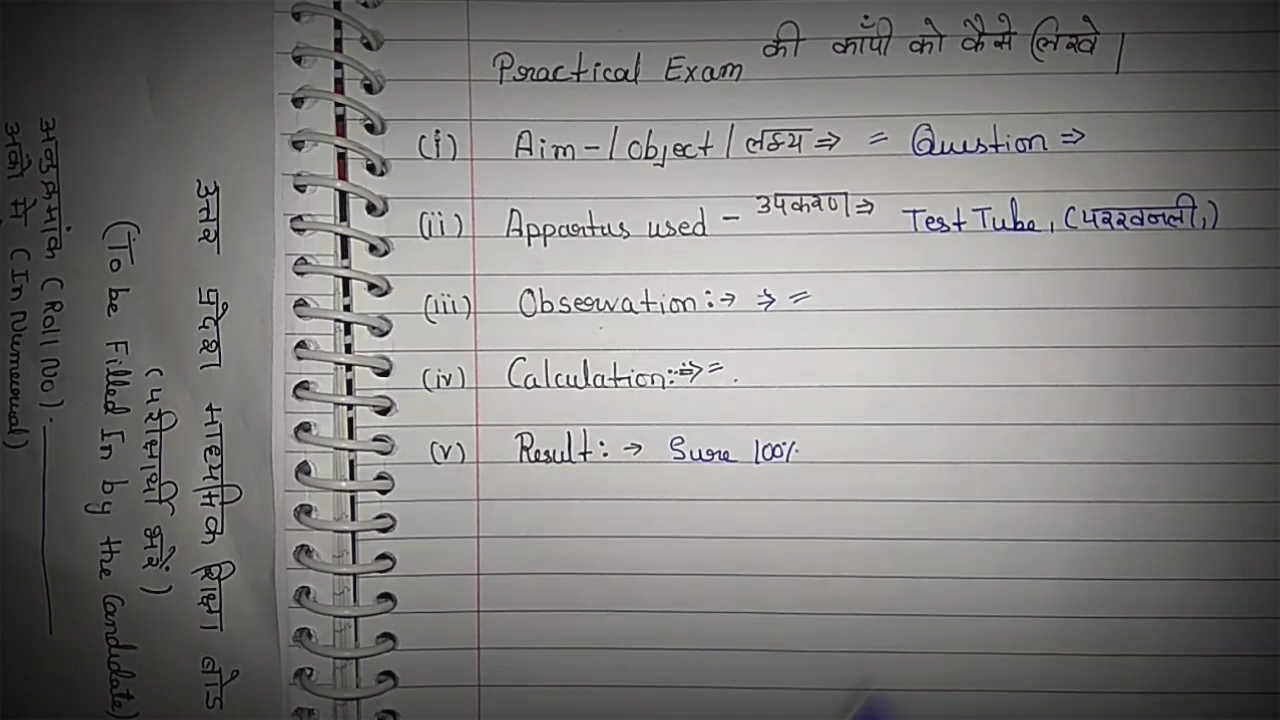 Practical Exam की कॉपी को कैसे लिखे।
(i) Aim-/object/लक्ष्य⇒ = Question ⇒
(ii) Appartus used - उपकरण⇒ Test Tube, (परखनली,)
(iii) Observation:→ ⇒ =
(iv) Calculation:⇒ = .
(v) Result:→ Sure 100%.
उत्तर प्रदेश माध्यमिक शिक्षा बोर्ड
(परीक्षार्थी भरें)
(To be Filled In by the Candidate)
अनुक्रमांक (Roll No).
अंको में (In Numerical)